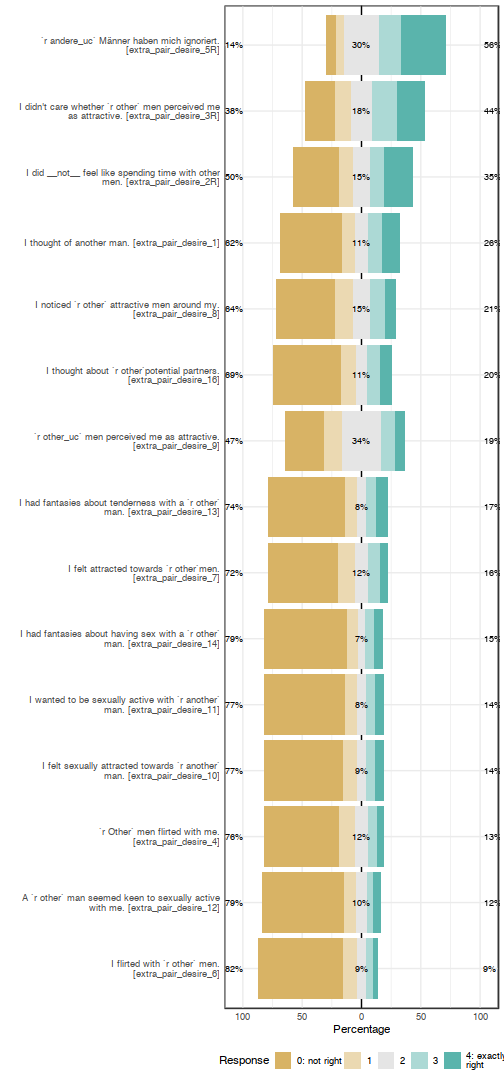 `r andere_uc` Männer haben mich ignoriert.
[extra_pair_desire_5R]
14% 30% 56%
I didn't care whether `r other` men perceived me
as attractive. [extra_pair_desire_3R]
38% 18% 44%
I did __not__ feel like spending time with other
men. [extra_pair_desire_2R]
50% 15% 35%
I thought of another man. [extra_pair_desire_1]
62% 11% 26%
I noticed `r other` attractive men around my.
[extra_pair_desire_8]
64% 15% 21%
I thought about `r other`potential partners.
[extra_pair_desire_16]
69% 11% 20%
`r other_uc` men perceived me as attractive.
[extra_pair_desire_9]
47% 34% 19%
I had fantasies about tenderness with a `r other`
man. [extra_pair_desire_13]
74% 8% 17%
I felt attracted towards `r other`men.
[extra_pair_desire_7]
72% 12% 16%
I had fantasies about having sex with a `r other`
man. [extra_pair_desire_14]
79% 7% 15%
I wanted to be sexually active with `r another`
man. [extra_pair_desire_11]
77% 8% 14%
I felt sexually attracted towards `r another`
man. [extra_pair_desire_10]
77% 9% 14%
`r Other` men flirted with me.
[extra_pair_desire_4]
76% 12% 13%
A `r other` man seemed keen to sexually active
with me. [extra_pair_desire_12]
79% 10% 12%
I flirted with `r other` men.
[extra_pair_desire_6]
82% 9% 9%
100 50 0 50 100
Percentage
Response 0: not right 1 2 3 4: exactly
right